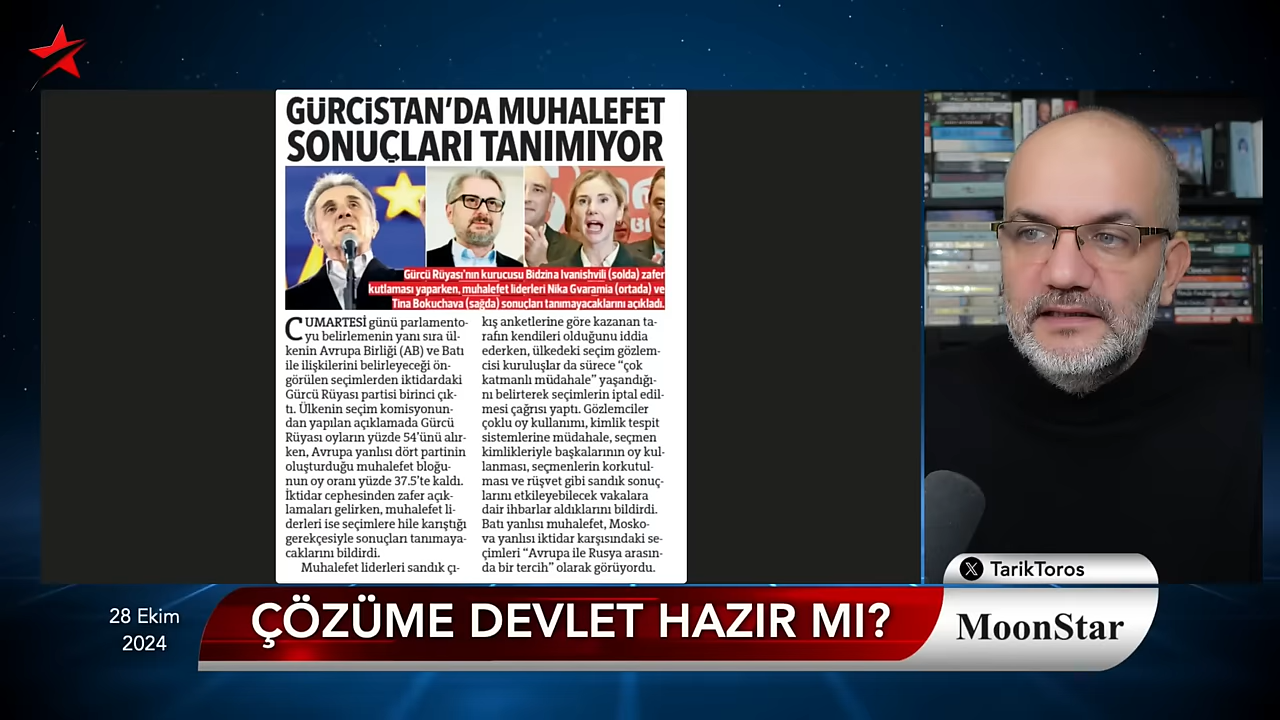 GÜRCİSTAN'DA MUHALEFET
SONUÇLARI TANIMIYOR
Gürcü Rüyası'nın kurucusu Bidzina Ivanishvili (solda) zafer
kutlaması yaparken, muhalefet liderleri Nika Gvaramia (ortada) ve
Tina Bokuchava (sağda) sonuçları tanımayacaklarını açıkladı.
CUMARTESİ günü parlamento-
yu belirlemenin yanı sıra ül-
kenin Avrupa Birliği (AB) ve Batı
ile ilişkilerini belirleyeceği ön-
görülen seçimlerden iktidardaki
Gürcü Rüyası partisi birinci çık-
tı. Ülkenin seçim komisyonun-
dan yapılan açıklamada Gürcü
Rüyası oyların yüzde 54'ünü alır-
ken, Avrupa yanlısı dört partinin
oluşturduğu muhalefet bloğu-
nun oy oranı yüzde 37.5'te kaldı.
İktidar cephesinden zafer açık-
lamaları gelirken, muhalefet li-
derleri ise seçimlere hile karıştığı
gerekçesiyle sonuçları tanımaya-
caklarını bildirdi.
Muhalefet liderleri sandık çı-
kış anketlerine göre kazanan ta-
rafın kendileri olduğunu iddia
ederken, ülkedeki seçim gözlem-
cisi kuruluşlar da sürece "çok
katmanlı müdahale" yaşandığı-
nı belirterek seçimlerin iptal edil-
mesi çağrısı yaptı. Gözlemciler
çoklu oy kullanımı, kimlik tespit
sistemlerine müdahale, seçmen
kimlikleriyle başkalarının oy kul-
lanması, seçmenlerin korkutul-
ması ve rüşvet gibi sandık sonuç-
larını etkileyebilecek vakalara
dair ihbarlar aldıklarını bildirdi.
Batı yanlısı muhalefet, Mosko-
va yanlısı iktidar karşısındaki se-
çimleri "Avrupa ile Rusya arasın-
da bir tercih" olarak görüyordu.
TarikToros
28 Ekim
2024
ÇÖZÜME DEVLET HAZIR MI?
MoonStar